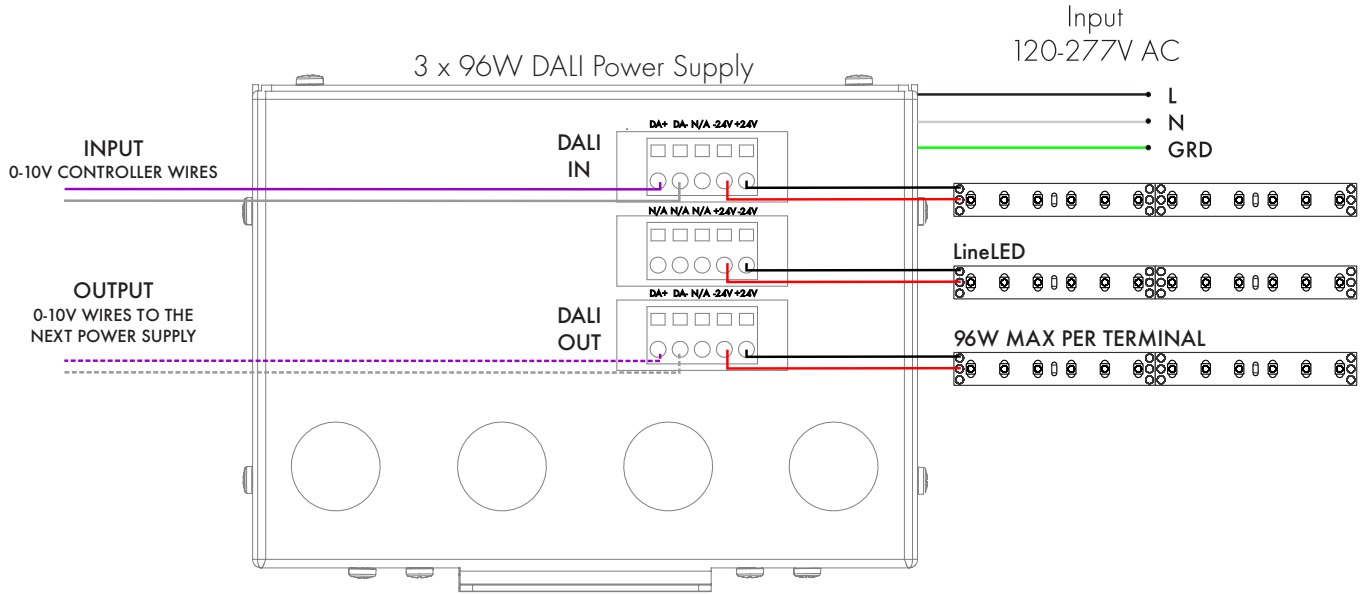 Input
120-277V AC
3 x 96W DALI Power Supply
L
N
GRD
INPUT
0-10V CONTROLLER WIRES
DALI
IN
DA+ DA- N/A -24V +24V
N/A N/A N/A +24V -24V
LineLED
OUTPUT
0-10V WIRES TO THE
NEXT POWER SUPPLY
DALI
OUT
DA+ DA- N/A -24V +24V
96W MAX PER TERMINAL